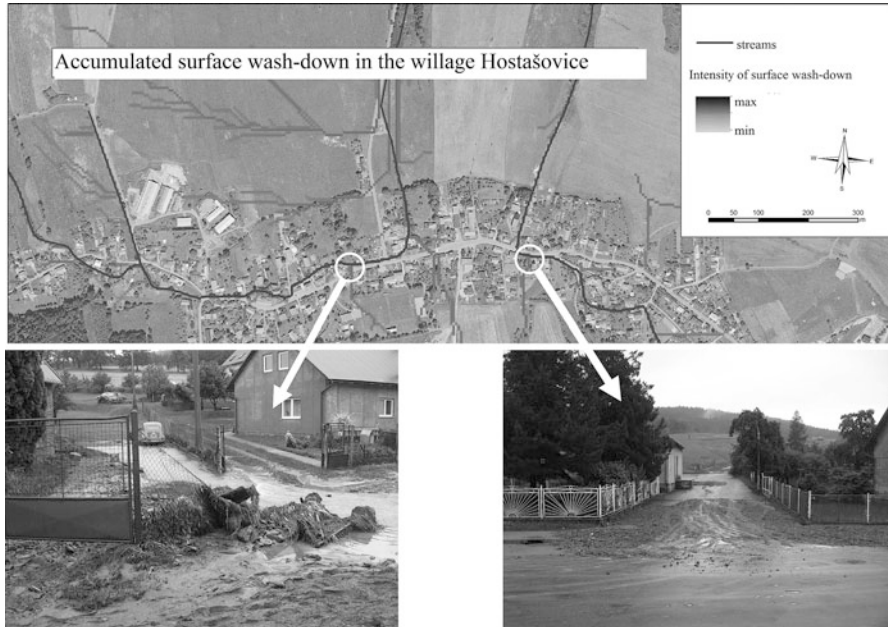 Accumulated surface wash-down in the willage Hostašovice
streams
Intensity of surface wash-down
max
min
N
W E
S
0 50 100 200 300
m